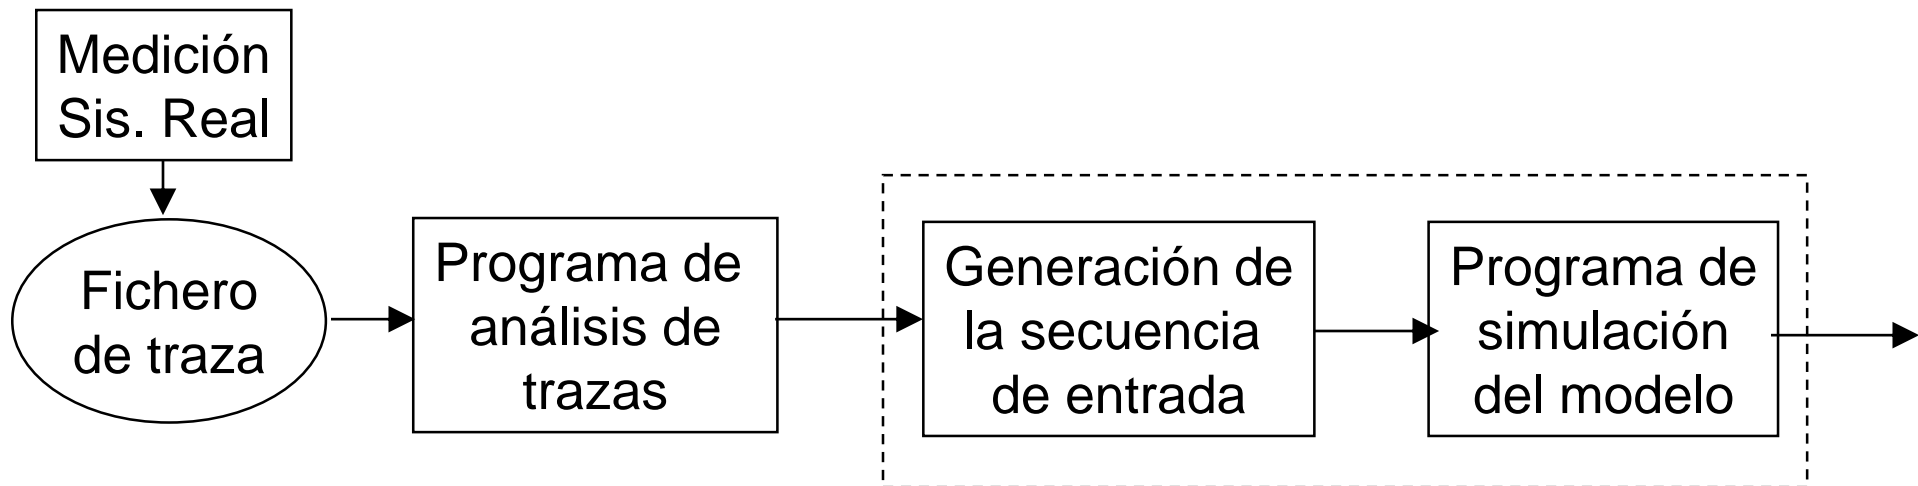 Medición
Sis. Real
Fichero
de traza
Programa de
análisis de
trazas
Generación de
la secuencia
de entrada
Programa de
simulación
del modelo